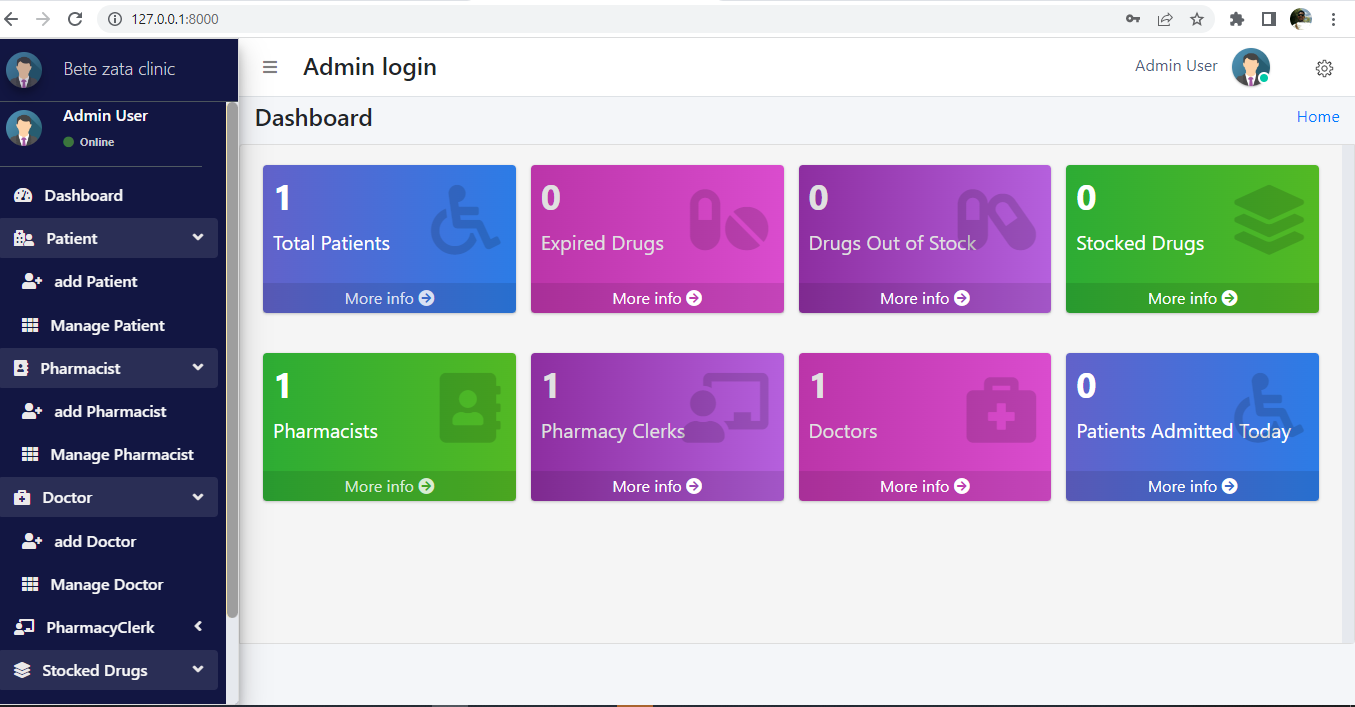 127.0.0.1:8000
Bete zata clinic
Admin login
Admin User
Admin User
Online
Dashboard
Home
Dashboard
Patient
add Patient
Manage Patient
Pharmacist
add Pharmacist
Manage Pharmacist
Doctor
add Doctor
Manage Doctor
PharmacyClerk
Stocked Drugs
1
Total Patients
More info
0
Expired Drugs
More info
0
Drugs Out of Stock
More info
0
Stocked Drugs
More info
1
Pharmacists
More info
1
Pharmacy Clerks
More info
1
Doctors
More info
0
Patients Admitted Today
More info